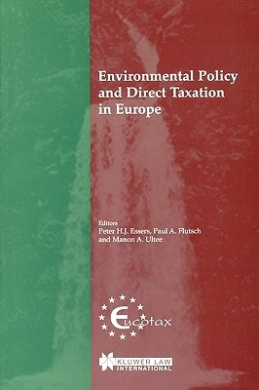 Environmental Policy
and Direct Taxation
in Europe
Editors
Peter H.J. Essers, Paul A. Flutsch
and Manon A. Ultee
Eucotax
KLUWER LAW
INTERNATIONAL